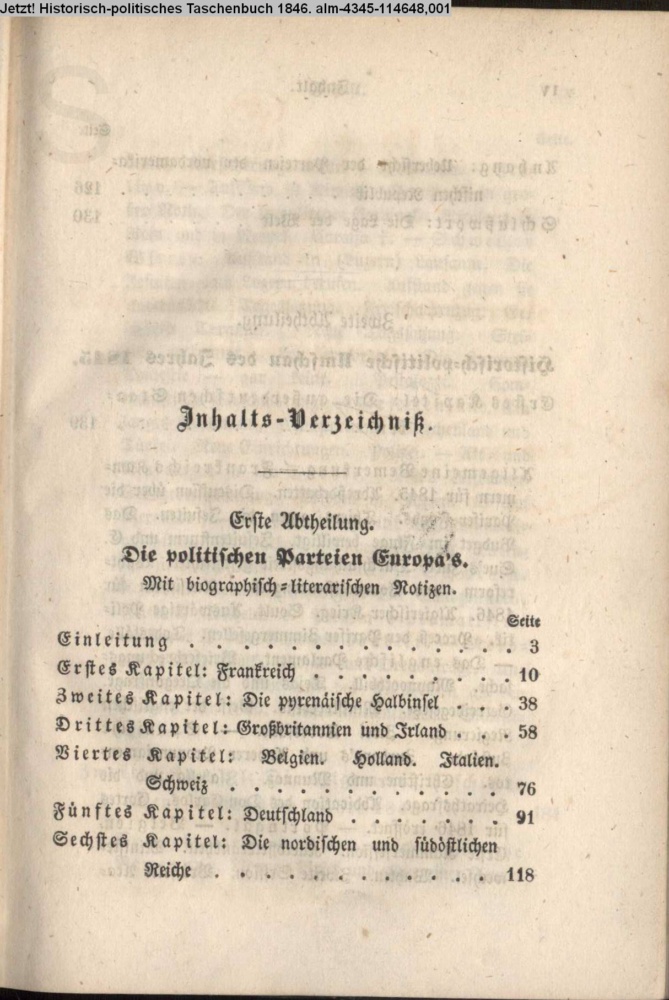 Jetzt! Historisch-politisches Taschenbuch 1846. alm-4345-114648,001
Inhalts-Verzeichniß.
Erste Abtheilung.
Die politischen Parteien Europa's.
Mit biographisch-literarischen Notizen.
Seite
Einleitung . . . . . . . . . . . . . 3
Erstes Kapitel: Frankreich . . . . . . . . 10
Zweites Kapitel: Die pyrenäische Halbinsel . . . 38
Drittes Kapitel: Großbritannien und Irland . . . 58
Viertes Kapitel: Belgien. Holland. Italien.
Schweiz . . . . . . . . . . . . 76
Fünftes Kapitel: Deutschland . . . . . . . 91
Sechstes Kapitel: Die nordischen und südöstlichen
Reiche . . . . . . . . . . . . 118